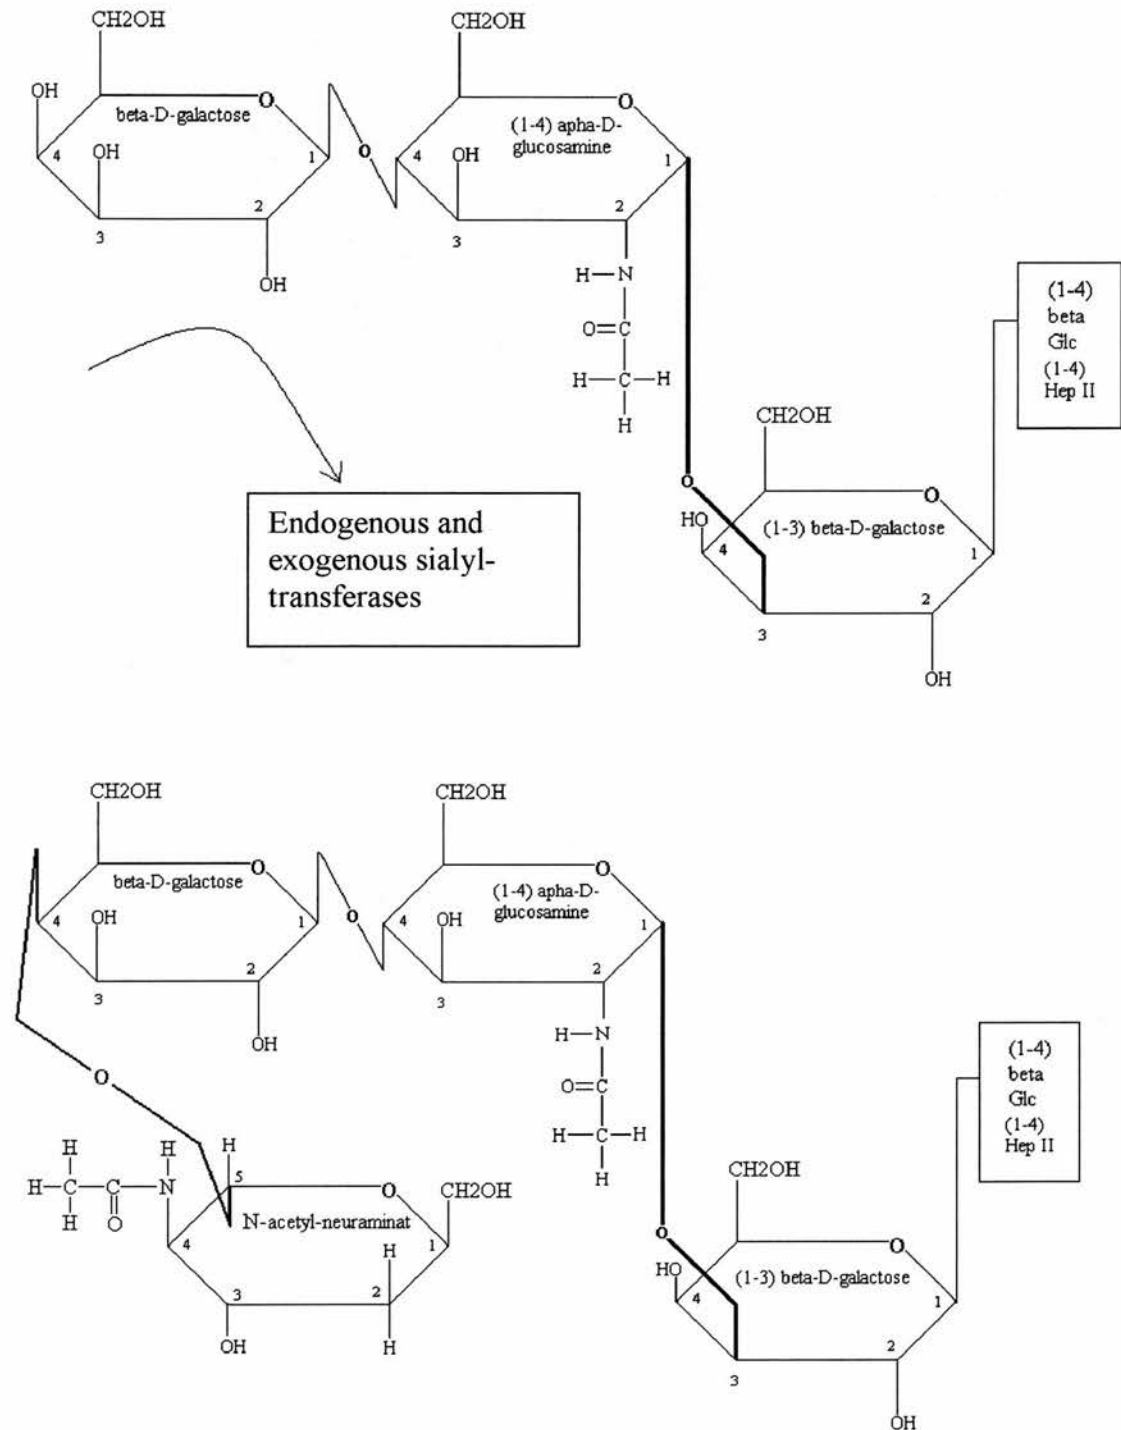 CH2OH
CH2OH
OH
O
O
beta-D-galactose
(1-4) apha-D-
glucosamine
OH
4
1
O
OH
4
1
2
2
3
3
OH
H
N
O
C
H
C
H
H
(1-4)
beta
Glc
(1-4)
Hep II
CH2OH
O
O
HO
(1-3) beta-D-galactose
4
1
2
3
OH
Endogenous and
exogenous sialyl-
transferases
CH2OH
CH2OH
O
O
beta-D-galactose
(1-4) apha-D-
glucosamine
OH
4
1
O
OH
4
1
2
2
3
3
OH
H
N
O
C
H
C
H
H
(1-4)
beta
Glc
(1-4)
Hep II
O
H
H
H
H
C
C
N
5
O
CH2OH
H
O
N-acetyl-neuraminat
4
1
H
3
2
OH
H
CH2OH
O
O
HO
(1-3) beta-D-galactose
4
1
2
3
OH